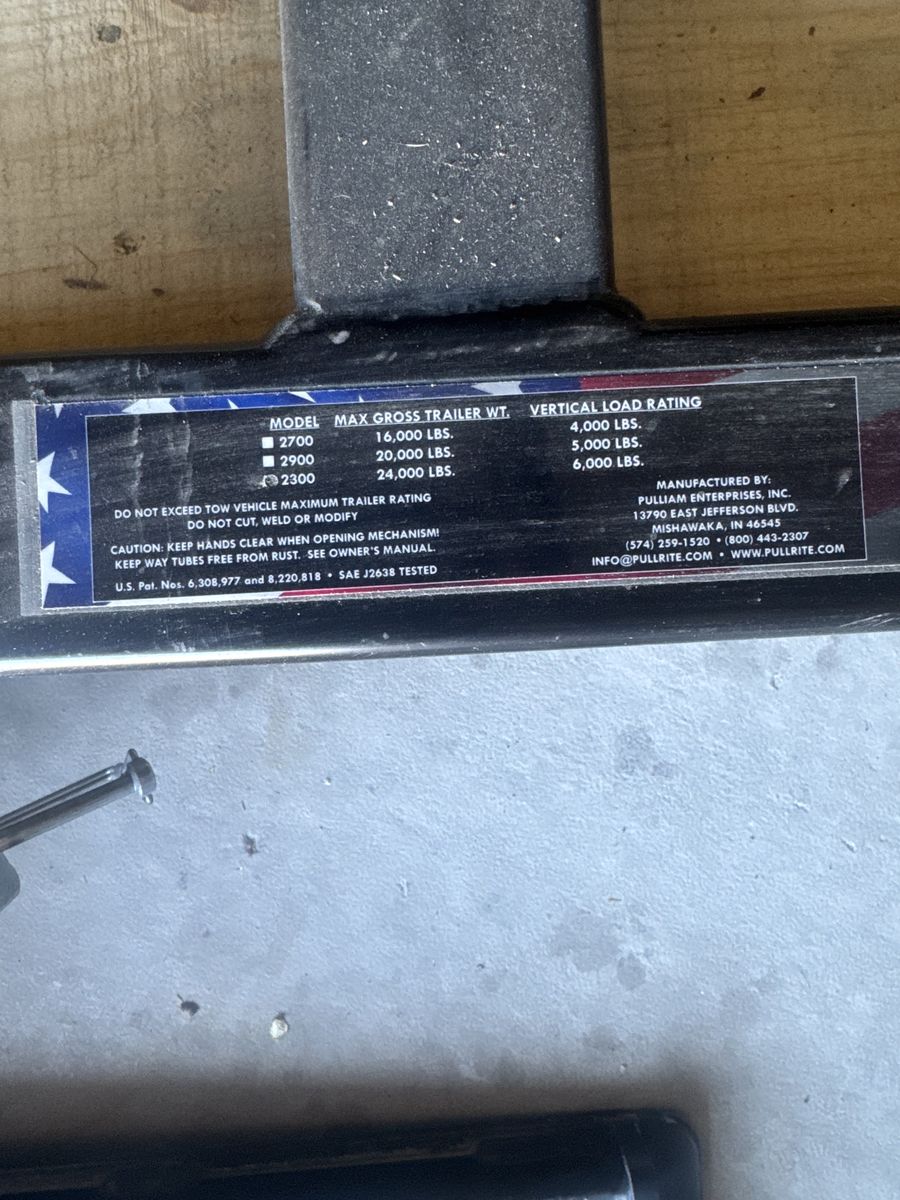 MODEL MAX GROSS TRAILER WT. VERTICAL LOAD RATING
2700 16,000 LBS. 4,000 LBS.
2900 20,000 LBS. 5,000 LBS.
2300 24,000 LBS. 6,000 LBS.
DO NOT EXCEED TOW VEHICLE MAXIMUM TRAILER RATING
DO NOT CUT, WELD OR MODIFY
CAUTION: KEEP HANDS CLEAR WHEN OPENING MECHANISM!
KEEP WAY TUBES FREE FROM RUST. SEE OWNER'S MANUAL.
U.S. Pat. Nos. 6,308,977 and 8,220,818 • SAE J2638 TESTED
MANUFACTURED BY:
PULLIAM ENTERPRISES, INC.
13790 EAST JEFFERSON BLVD.
MISHAWAKA, IN 46545
(574) 259-1520 • (800) 443-2307
INFO@PULLRITE.COM • WWW.PULLRITE.COM